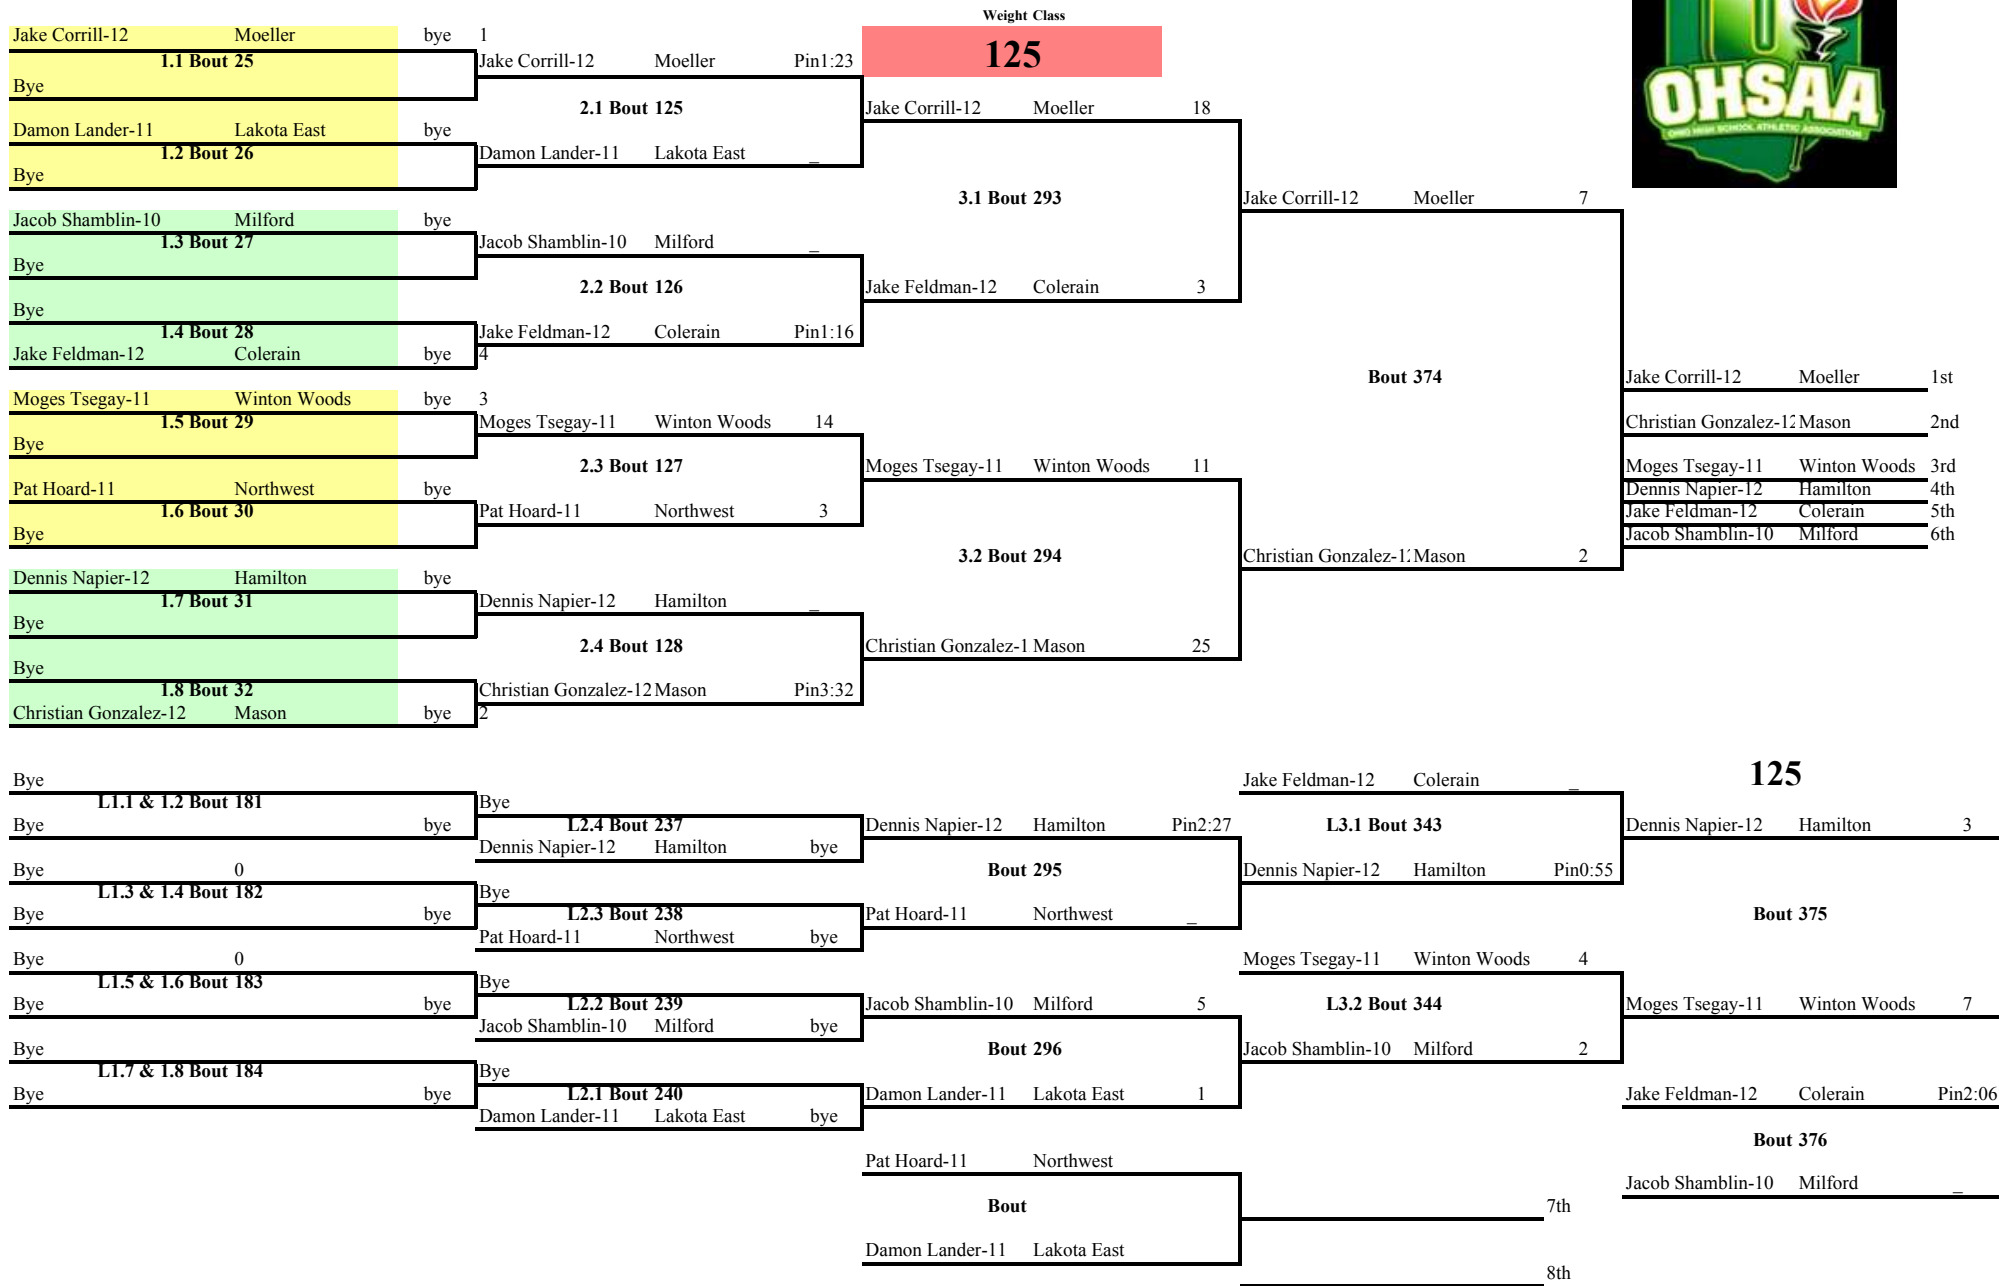 Weight Class
125
OHSAA
OHIO HIGH SCHOOL ATHLETIC ASSOCIATION
Jake Corrill-12 Moeller bye 1
1.1 Bout 25
Bye
Damon Lander-11 Lakota East bye
1.2 Bout 26
Bye
Jacob Shamblin-10 Milford bye
1.3 Bout 27
Bye
Bye
1.4 Bout 28
Jake Feldman-12 Colerain bye 4
Moges Tsegay-11 Winton Woods bye 3
1.5 Bout 29
Bye
Pat Hoard-11 Northwest bye
1.6 Bout 30
Bye
Dennis Napier-12 Hamilton bye
1.7 Bout 31
Bye
Bye
1.8 Bout 32
Christian Gonzalez-12 Mason bye 2
Jake Corrill-12 Moeller Pin1:23
2.1 Bout 125
Damon Lander-11 Lakota East _
Jacob Shamblin-10 Milford _
2.2 Bout 126
Jake Feldman-12 Colerain Pin1:16
Moges Tsegay-11 Winton Woods 14
2.3 Bout 127
Pat Hoard-11 Northwest 3
Dennis Napier-12 Hamilton _
2.4 Bout 128
Christian Gonzalez-12 Mason Pin3:32
Jake Corrill-12 Moeller 18
3.1 Bout 293
Jake Feldman-12 Colerain 3
Moges Tsegay-11 Winton Woods 11
3.2 Bout 294
Christian Gonzalez-1 Mason 25
Jake Corrill-12 Moeller 7
Bout 374
Christian Gonzalez-12 Mason 2
Jake Corrill-12 Moeller 1st
Christian Gonzalez-12 Mason 2nd
Moges Tsegay-11 Winton Woods 3rd
Dennis Napier-12 Hamilton 4th
Jake Feldman-12 Colerain 5th
Jacob Shamblin-10 Milford 6th
Bye
L1.1 & 1.2 Bout 181
Bye bye
Bye 0
L1.3 & 1.4 Bout 182
Bye bye
Bye 0
L1.5 & 1.6 Bout 183
Bye bye
Bye
L1.7 & 1.8 Bout 184
Bye bye
Bye
L2.4 Bout 237
Dennis Napier-12 Hamilton bye
Bye
L2.3 Bout 238
Pat Hoard-11 Northwest bye
Bye
L2.2 Bout 239
Jacob Shamblin-10 Milford bye
Bye
L2.1 Bout 240
Damon Lander-11 Lakota East bye
Dennis Napier-12 Hamilton Pin2:27
Bout 295
Pat Hoard-11 Northwest _
Jacob Shamblin-10 Milford 5
Bout 296
Damon Lander-11 Lakota East 1
Pat Hoard-11 Northwest
Bout
Damon Lander-11 Lakota East
7th
8th
Jake Feldman-12 Colerain _
L3.1 Bout 343
Dennis Napier-12 Hamilton Pin0:55
Moges Tsegay-11 Winton Woods 4
L3.2 Bout 344
Jacob Shamblin-10 Milford 2
125
Dennis Napier-12 Hamilton 3
Bout 375
Moges Tsegay-11 Winton Woods 7
Jake Feldman-12 Colerain Pin2:06
Bout 376
Jacob Shamblin-10 Milford _